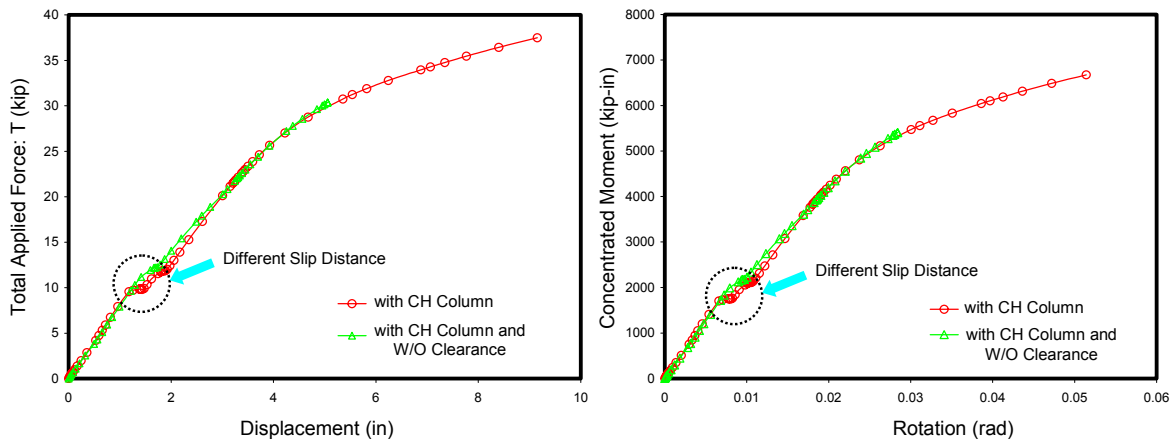 Total Applied Force: T (kip)
40
35
30
25
20
15
10
5
0
0
2
4
6
8
10
Displacement (in)
Different Slip Distance
with CH Column
with CH Column and
W/O Clearance
Concentrated Moment (kip-in)
8000
7000
6000
5000
4000
3000
2000
1000
0
0
0.01
0.02
0.03
0.04
0.05
0.06
Rotation (rad)
Different Slip Distance
with CH Column
with CH Column and
W/O Clearance